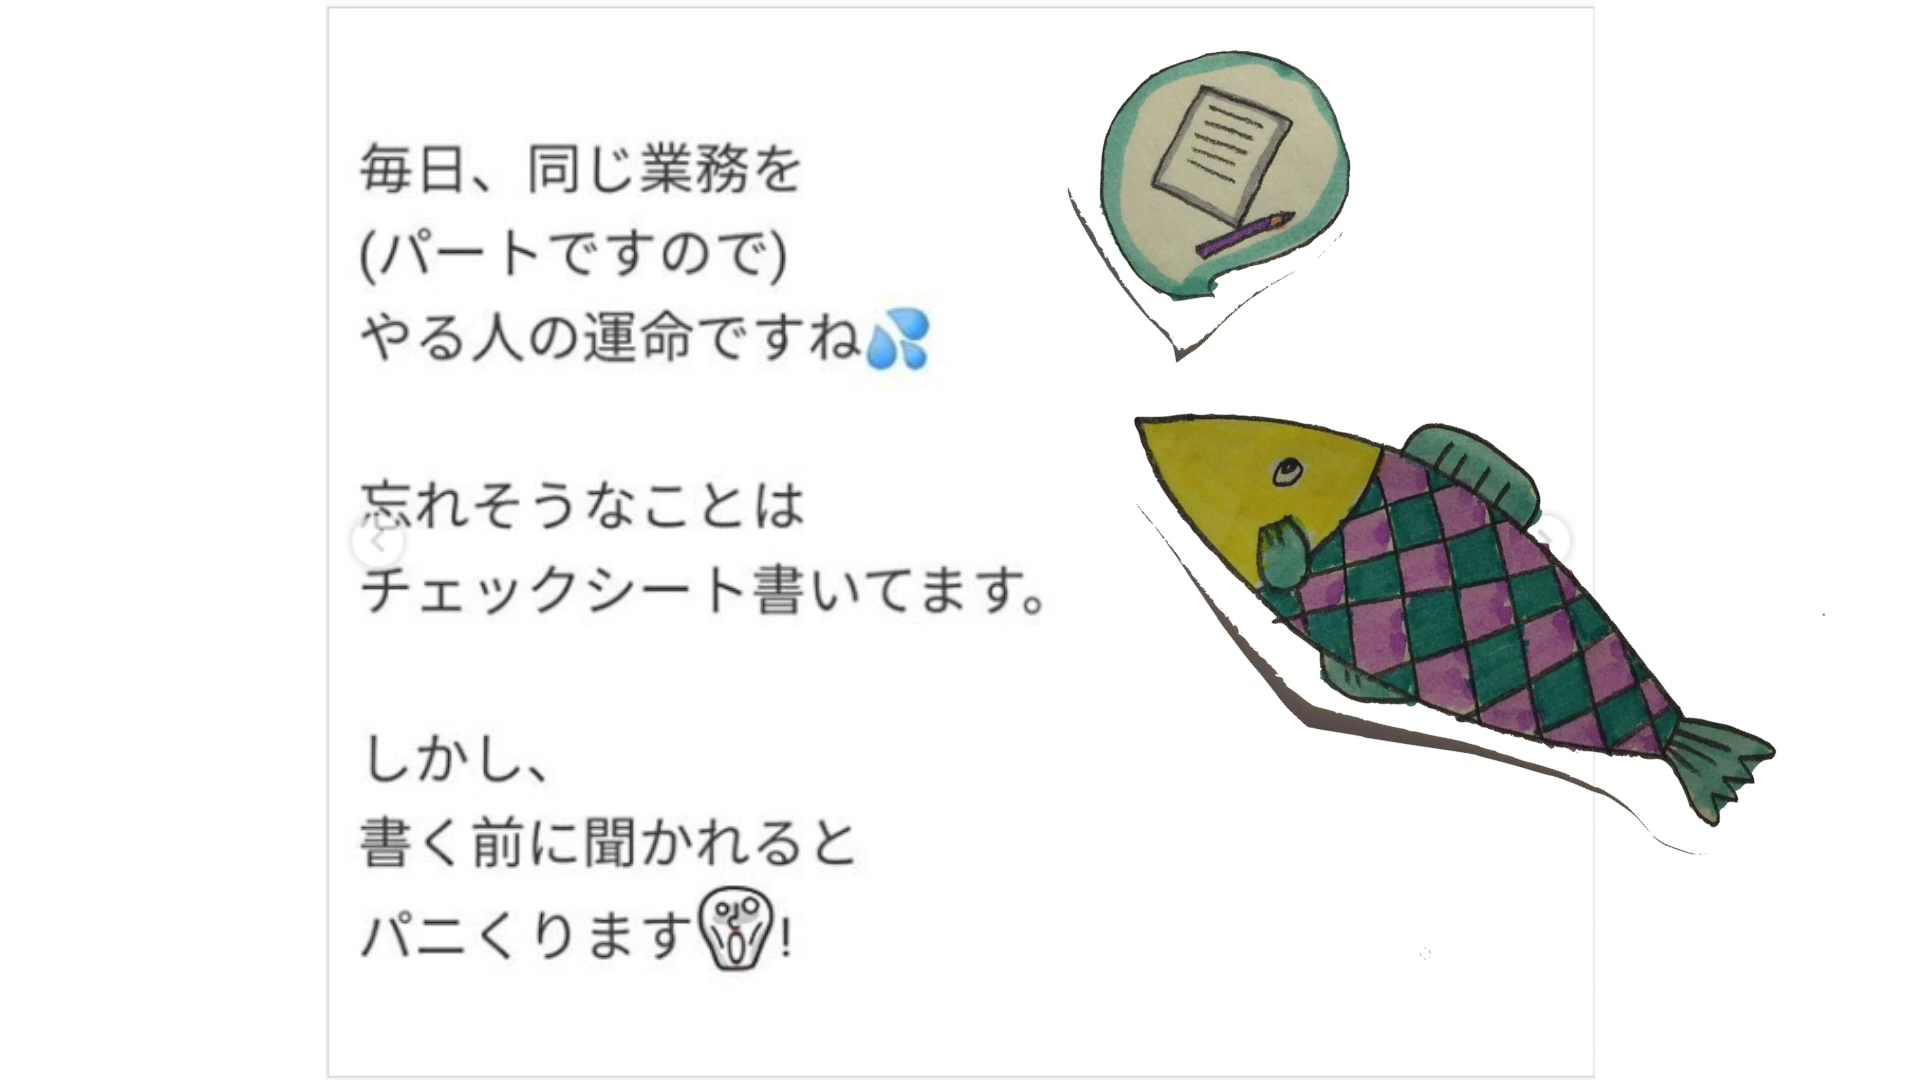 毎日、同じ業務を
(パートですので)
やる人の運命ですね💦
忘れそうなことは
チェックシート書いてます。
しかし、
書く前に聞かれると
パニくります!